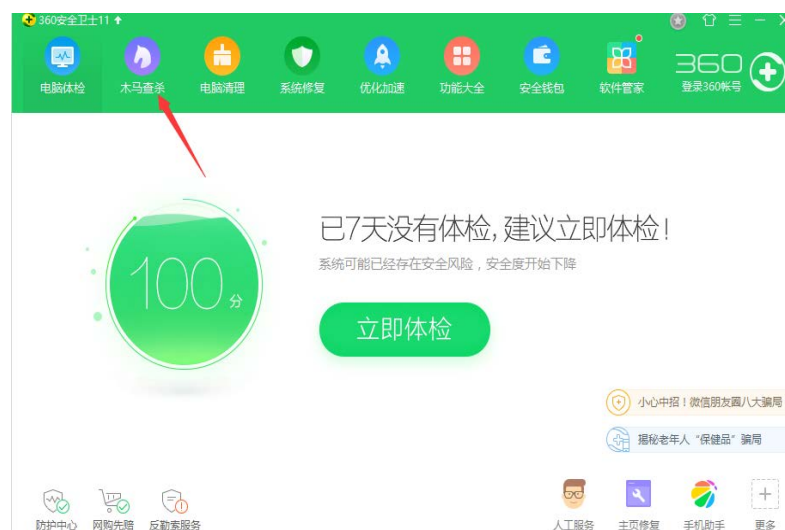 360安全卫士11
电脑体检 木马查杀 电脑清理 系统修复 优化加速 功能大全 安全钱包 软件管家
360
登录360帐号
已7天没有体检,建议立即体检!
系统可能已经存在安全风险，安全度开始下降
100分
立即体检
小心中招！微信朋友圈八大骗局
揭秘老年人“保健品”骗局
防护中心 网购先赔 反勒索服务
人工服务 主页修复 手机助手 更多